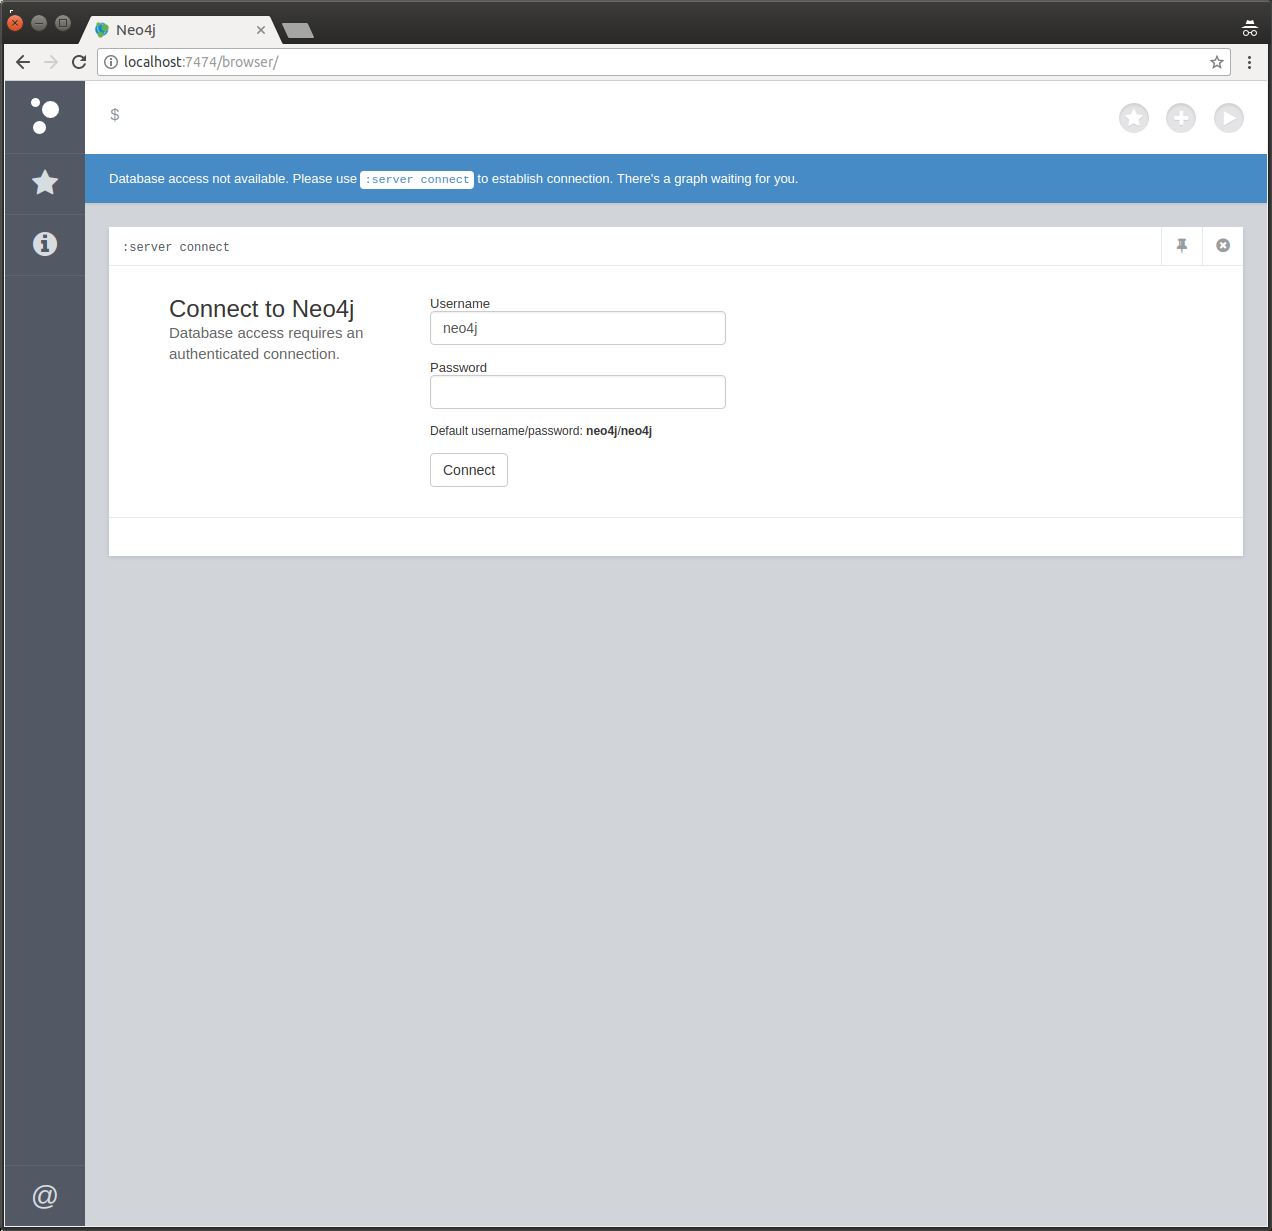 Neo4j
localhost:7474/browser/
$
Database access not available. Please use :server connect to establish connection. There's a graph waiting for you.
:server connect
Connect to Neo4j
Database access requires an
authenticated connection.
Username
neo4j
Password
Default username/password: neo4j/neo4j
Connect
@